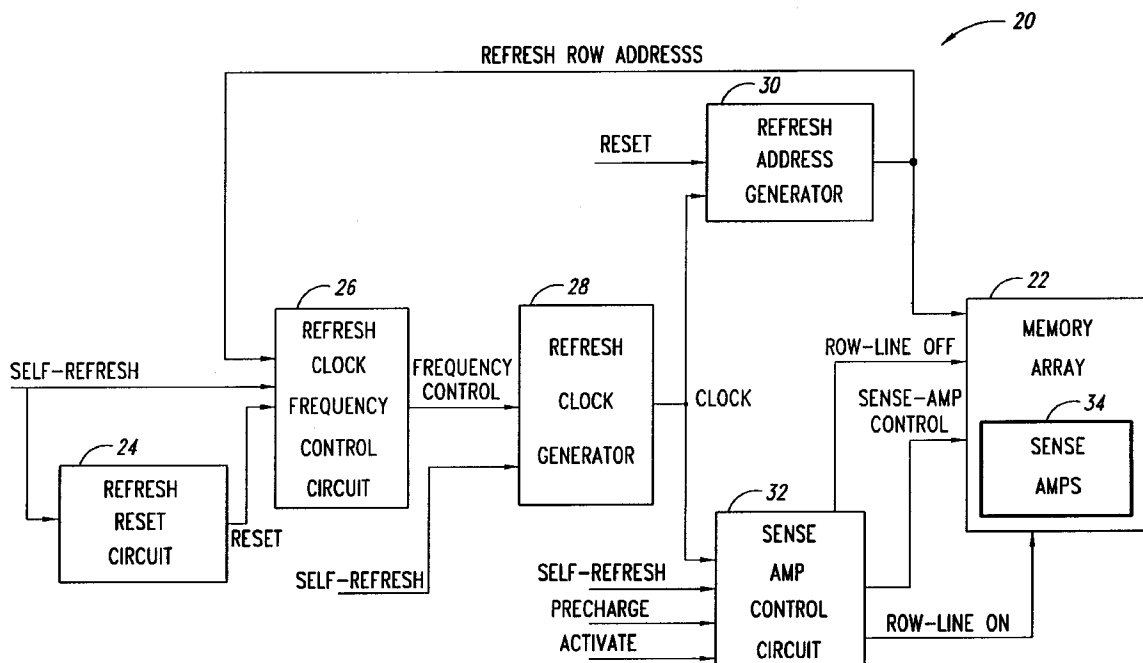 20
REFRESH ROW ADDRESSS
30
REFRESH
ADDRESS
GENERATOR
RESET
26
REFRESH
CLOCK
FREQUENCY
CONTROL
CIRCUIT
28
REFRESH
CLOCK
GENERATOR
22
MEMORY
ARRAY
34
SENSE
AMPS
SELF-REFRESH
FREQUENCY
CONTROL
CLOCK
ROW-LINE OFF
SENSE-AMP
CONTROL
24
REFRESH
RESET
CIRCUIT
RESET
SELF-REFRESH
32
SENSE
AMP
CONTROL
CIRCUIT
SELF-REFRESH
PRECHARGE
ACTIVATE
ROW-LINE ON